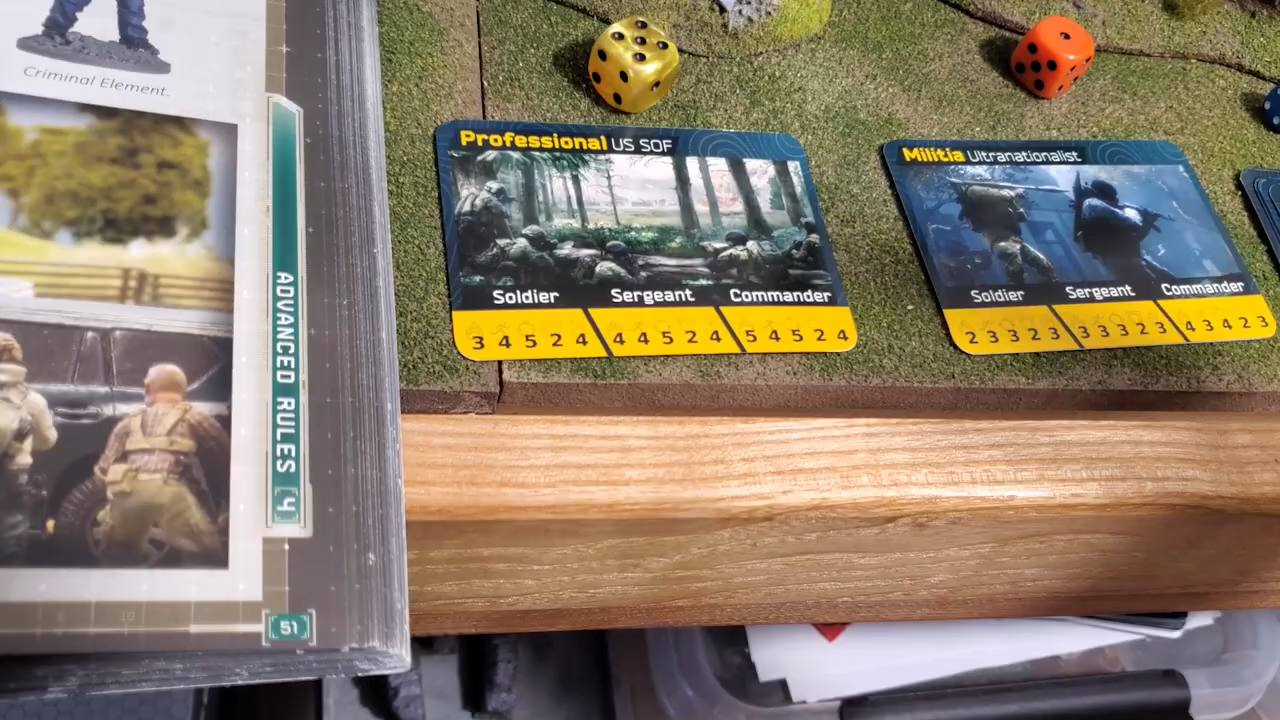 Criminal Element.
ADVANCED RULES [4]
51
Professional US SOF
Soldier Sergeant Commander
3 4 5 2 4 4 4 5 2 4 5 4 5 2 4
Militia Ultranationalist
Soldier Sergeant Commander
2 3 3 2 3 3 3 3 2 3 4 3 4 2 3